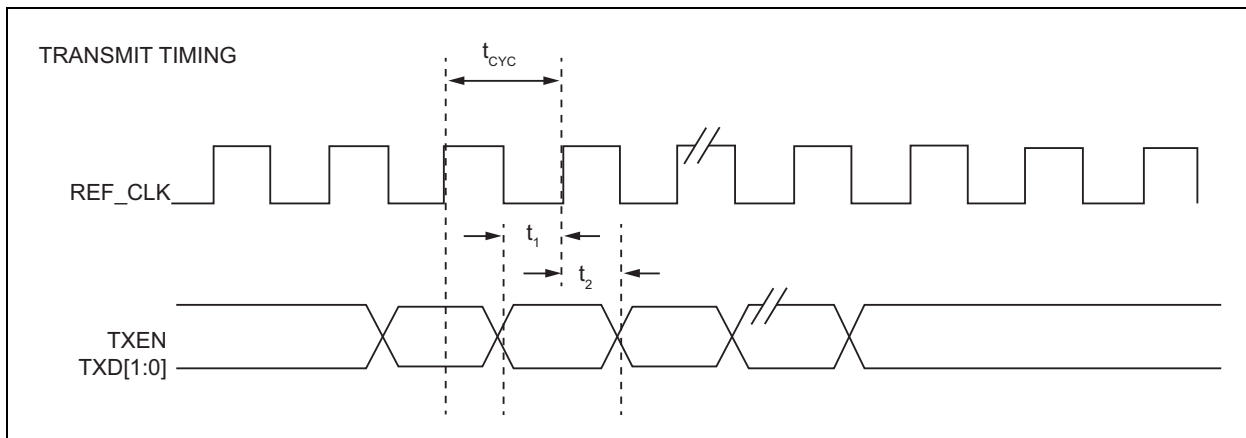 TRANSMIT TIMING
tCYC
REF_CLK
t1
t2
TXEN
TXD[1:0]